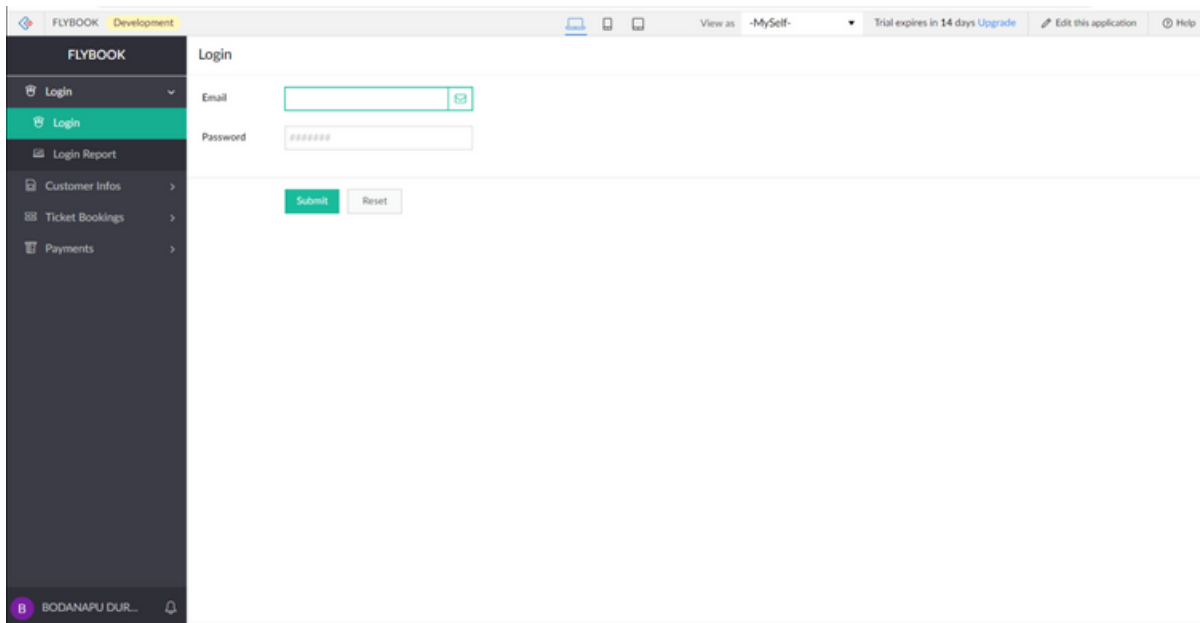 FLYBOOK Development View as -MySelf- Trial expires in 14 days Upgrade Edit this application Help
FLYBOOK
Login
Login
Login Report
Customer Infos
Ticket Bookings
Payments
BODANAPU DUR...
Login
Email
Password #######
Submit Reset